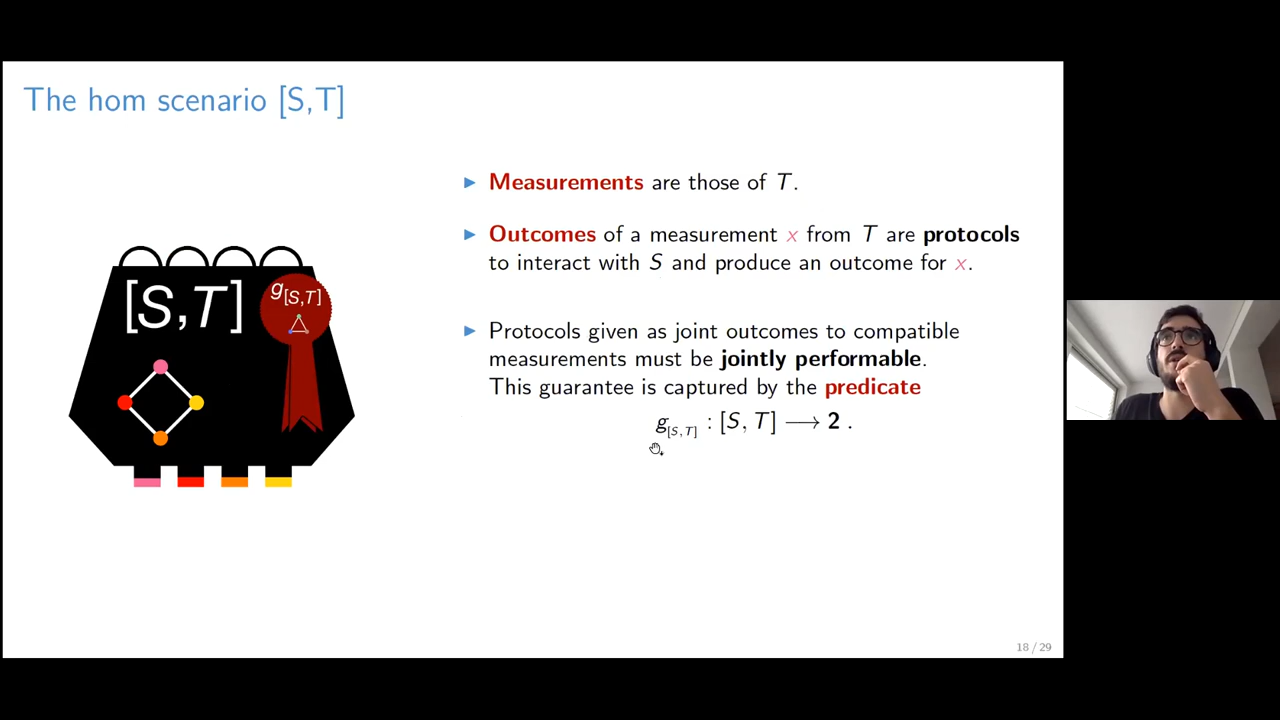 The hom scenario [S,T]
▶ Measurements are those of T.
▶ Outcomes of a measurement x from T are protocols
to interact with S and produce an outcome for x.
▶ Protocols given as joint outcomes to compatible
measurements must be jointly performable.
This guarantee is captured by the predicate
g[S,T] : [S, T] ⟶ 2 .
[S,T]
g[S,T]
18 / 29